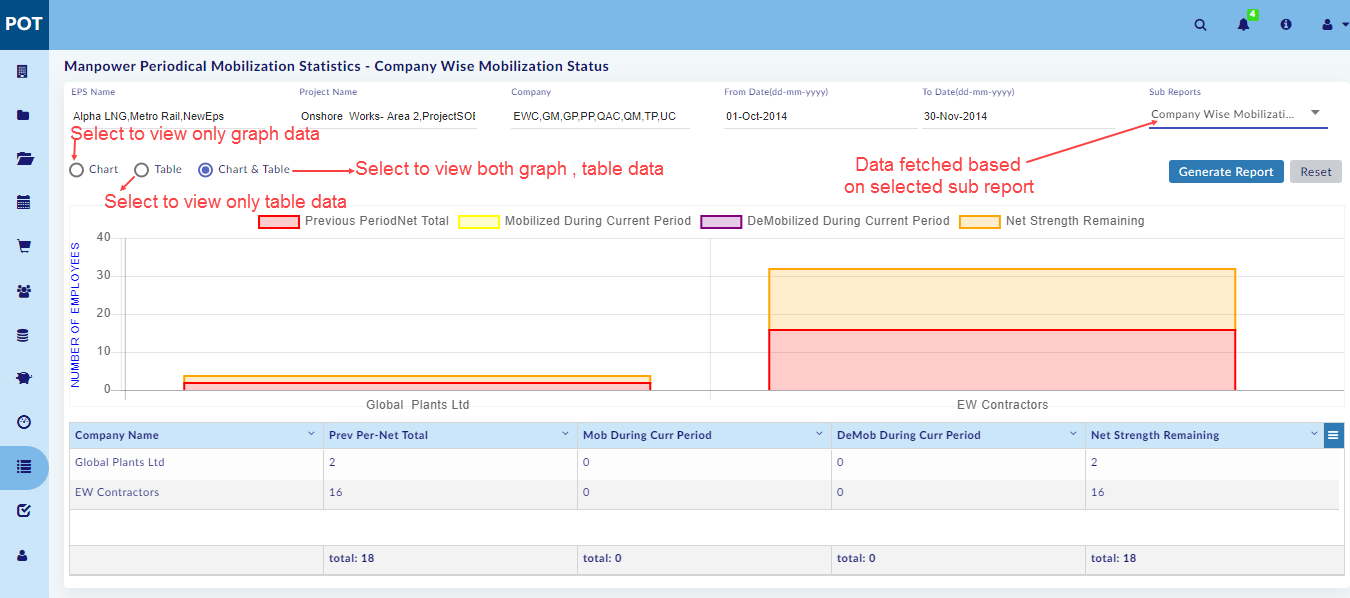 POT
4
Manpower Periodical Mobilization Statistics - Company Wise Mobilization Status
EPS Name Project Name Company From Date(dd-mm-yyyy) To Date(dd-mm-yyyy) Sub Reports
Alpha LNG,Metro Rail,NewEps Onshore Works- Area 2,ProjectSOE EWC,GM,GP,PP,QAC,QM,TP,UC 01-Oct-2014 30-Nov-2014 Company Wise Mobilizati...
Select to view only graph data
Chart Table Chart & Table Select to view both graph , table data
Data fetched based
on selected sub report
Generate Report Reset
Select to view only table data
Previous PeriodNet Total Mobilized During Current Period DeMobilized During Current Period Net Strength Remaining
NUMBER OF EMPLOYEES
40
30
20
10
0
Global Plants Ltd EW Contractors
Company Name Prev Per-Net Total Mob During Curr Period DeMob During Curr Period Net Strength Remaining
Global Plants Ltd 2 0 0 2
EW Contractors 16 0 0 16
total: 18 total: 0 total: 0 total: 18